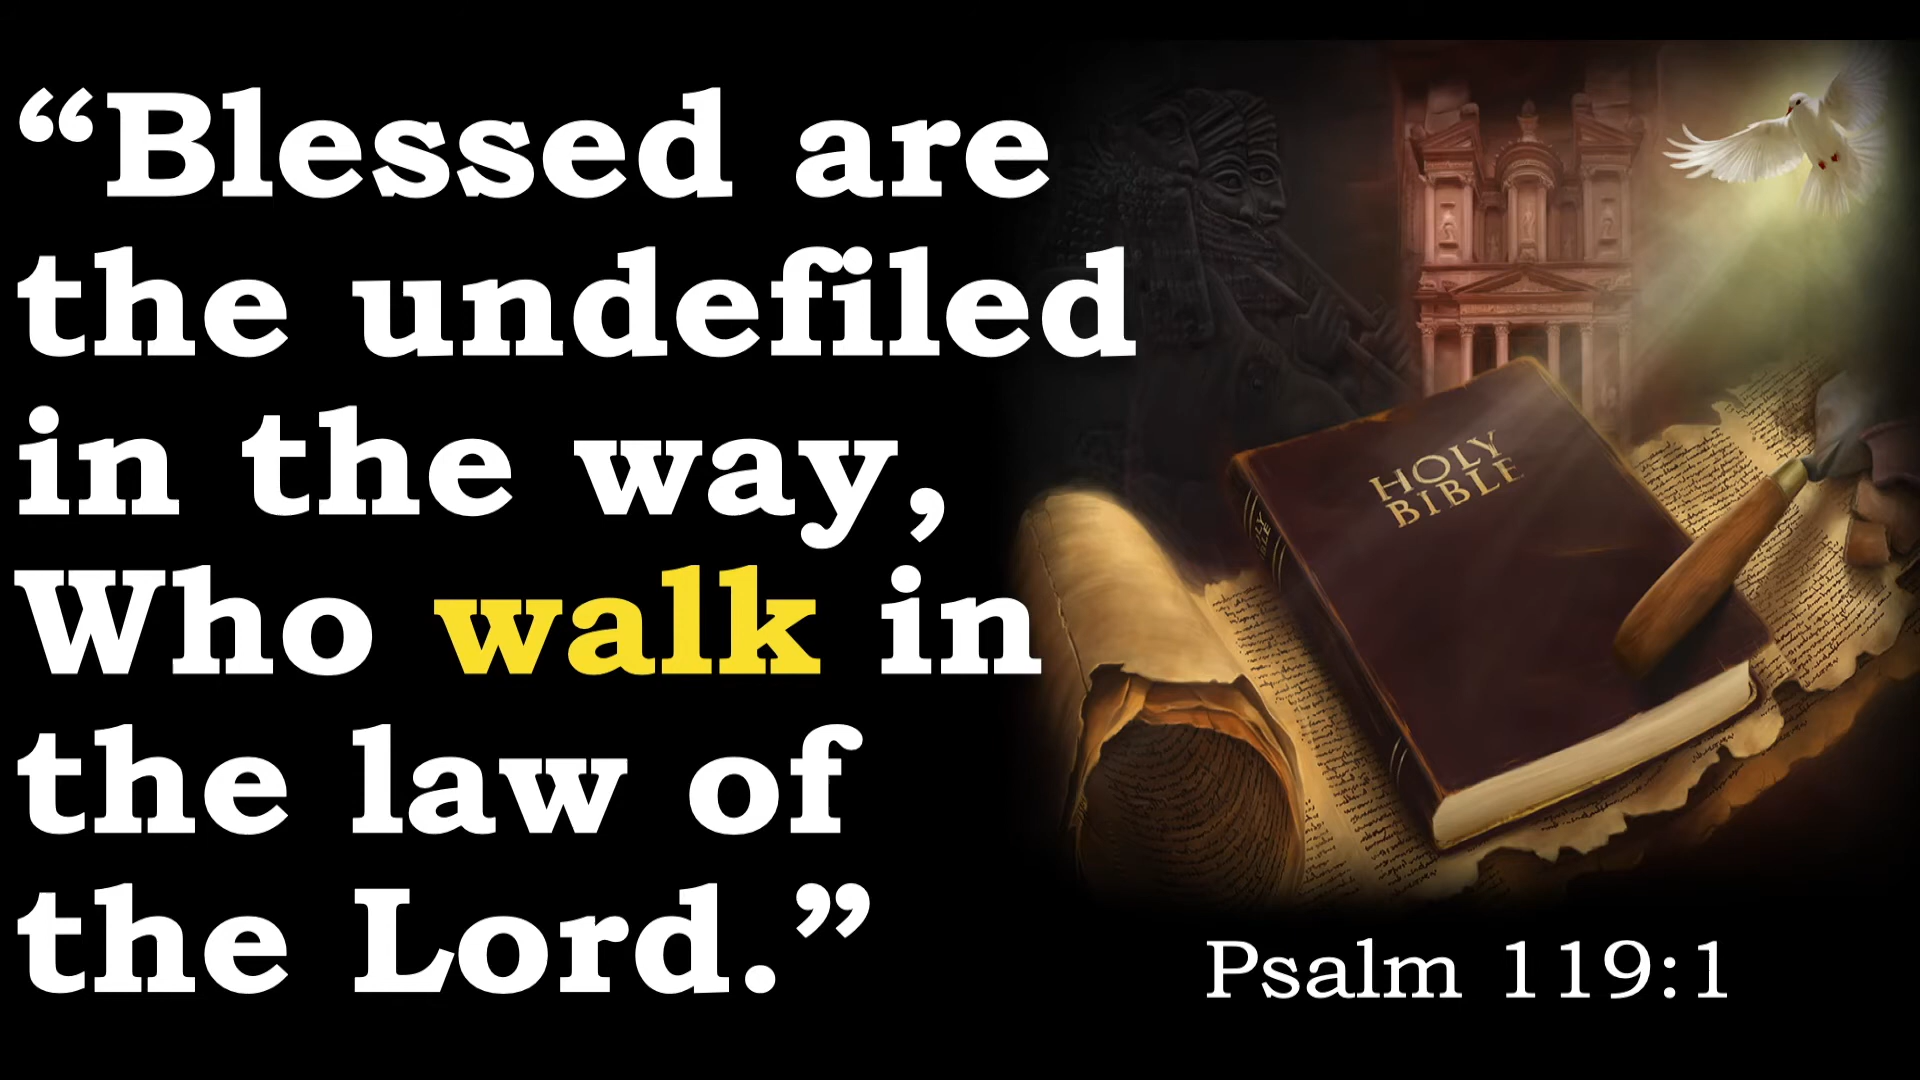 “Blessed are
the undefiled
in the way,
Who walk in
the law of
the Lord.”
HOLY
BIBLE
Psalm 119:1